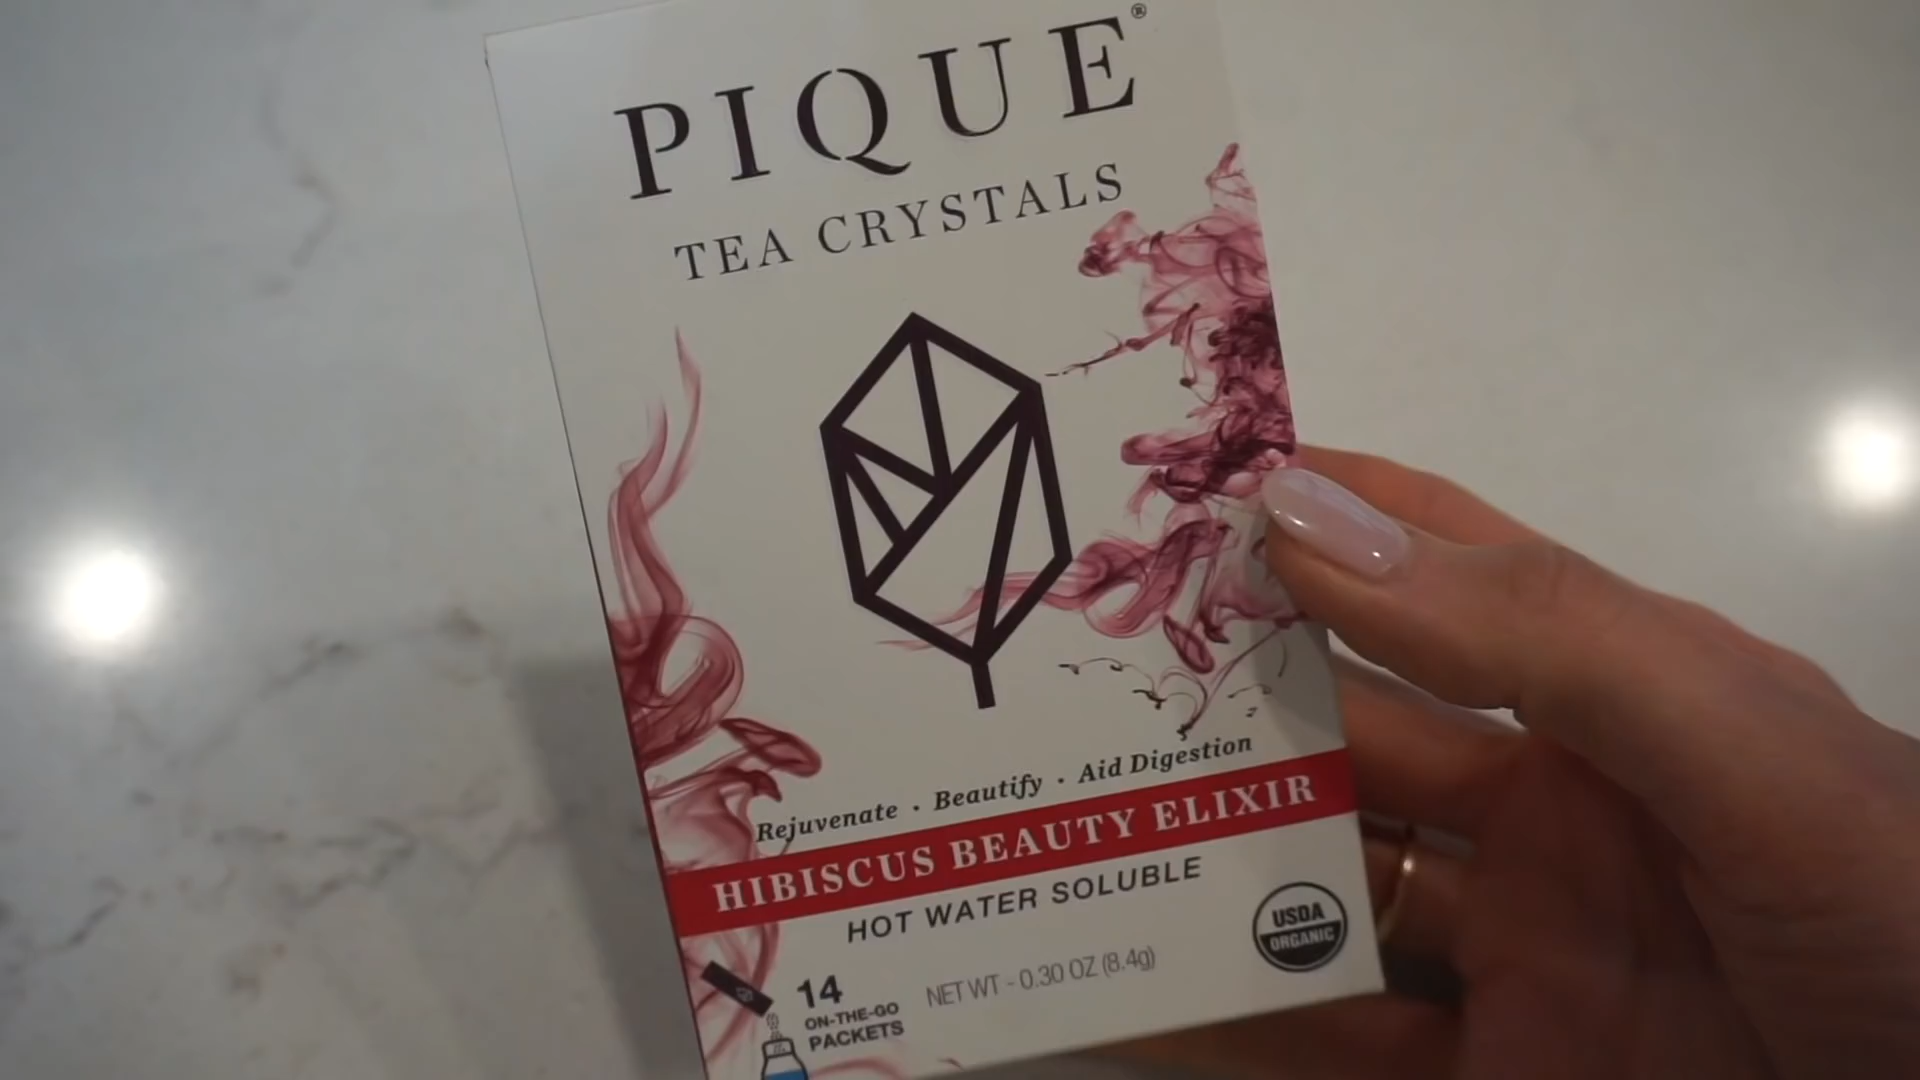 PIQUE®
TEA CRYSTALS
Rejuvenate · Beautify · Aid Digestion
HIBISCUS BEAUTY ELIXIR
HOT WATER SOLUBLE
14
ON-THE-GO
PACKETS
NET WT - 0.30 OZ (8.4g)
USDA
ORGANIC